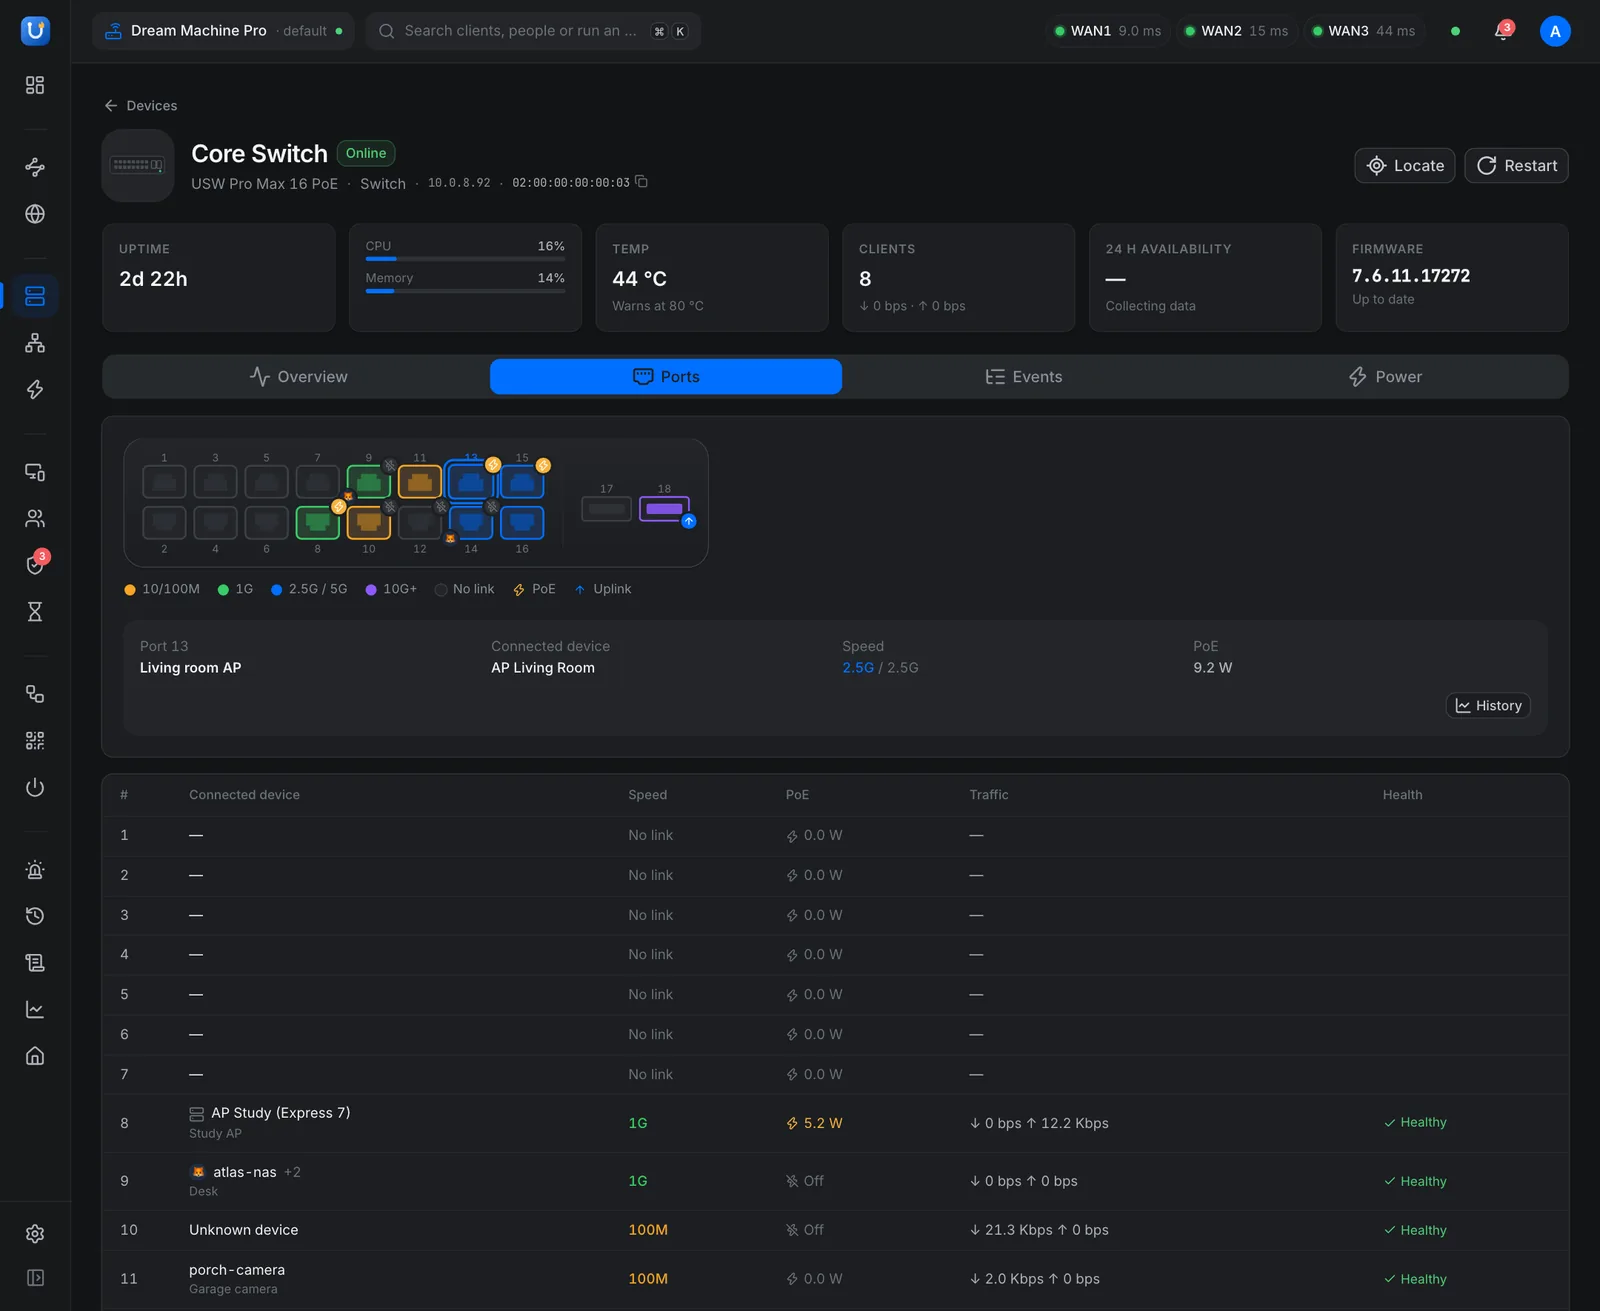 Dream Machine Pro · default
Search clients, people or run an ... ⌘ K
WAN1 9.0 ms
WAN2 15 ms
WAN3 44 ms
3
A
Devices
Core Switch Online
USW Pro Max 16 PoE · Switch · 10.0.8.92 · 02:00:00:00:00:03
Locate
Restart
UPTIME
2d 22h
CPU 16%
Memory 14%
TEMP
44 °C
Warns at 80 °C
CLIENTS
8
↓ 0 bps · ↑ 0 bps
24 H AVAILABILITY
—
Collecting data
FIRMWARE
7.6.11.17272
Up to date
Overview
Ports
Events
Power
1 3 5 7 9 11 13 15
17 18
2 4 6 8 10 12 14 16
10/100M 1G 2.5G / 5G 10G+ No link PoE Uplink
Port 13
Living room AP
Connected device
AP Living Room
Speed
2.5G / 2.5G
PoE
9.2 W
History
# Connected device Speed PoE Traffic Health
1 — No link 0.0 W —
2 — No link 0.0 W —
3 — No link 0.0 W —
3
4 — No link 0.0 W —
5 — No link 0.0 W —
6 — No link 0.0 W —
7 — No link 0.0 W —
8 AP Study (Express 7) 1G 5.2 W ↓ 0 bps ↑ 12.2 Kbps Healthy
Study AP
9 atlas-nas +2 1G Off ↓ 0 bps ↑ 0 bps Healthy
Desk
10 Unknown device 100M Off ↓ 21.3 Kbps ↑ 0 bps Healthy
11 porch-camera 100M 0.0 W ↓ 2.0 Kbps ↑ 0 bps Healthy
Garage camera